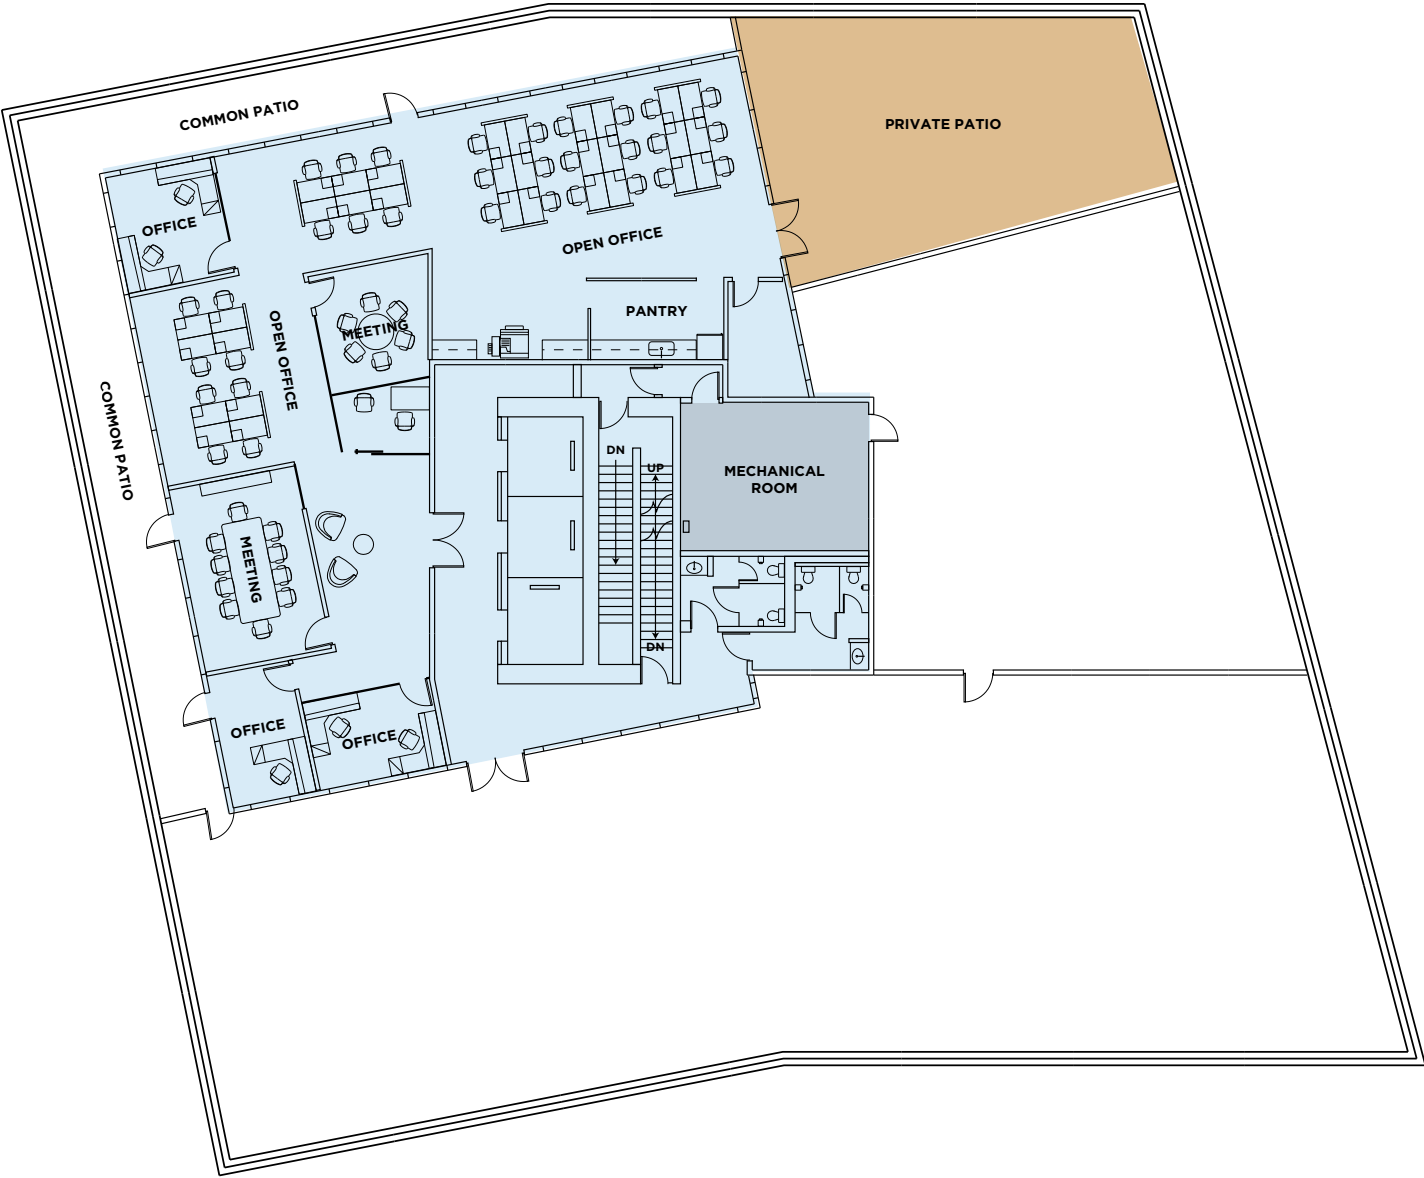 COMMON PATIO
PRIVATE PATIO
OFFICE
OPEN OFFICE
PANTRY
MEETING
OPEN OFFICE
COMMON PATIO
DN
UP
MECHANICAL
ROOM
MEETING
DN
OFFICE
OFFICE